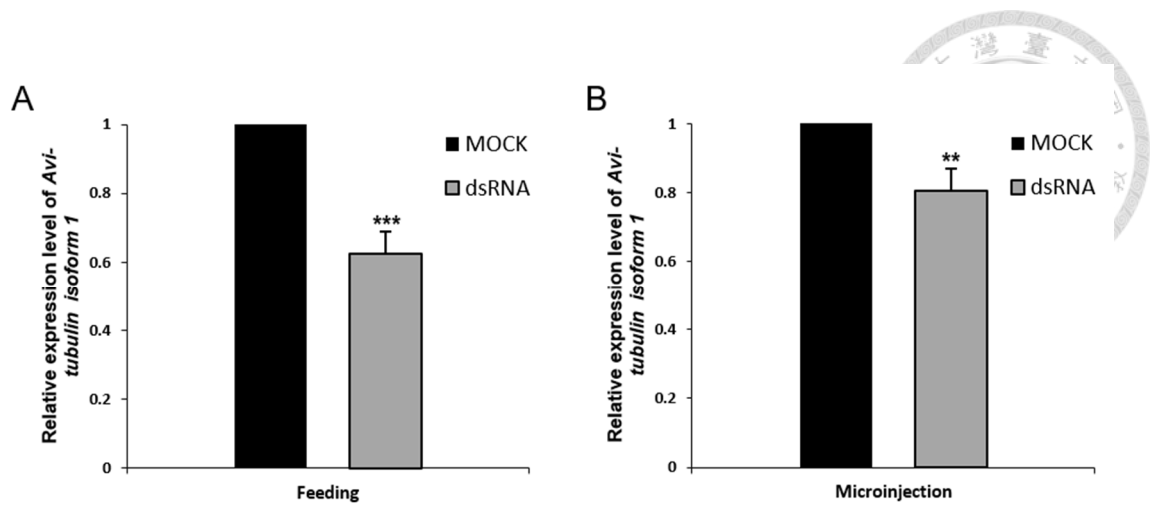 A
Relative expression level of Avi-
tubulin isoform 1
1
0.8
0.6
0.4
0.2
0
***
MOCK
dsRNA
Feeding
B
Relative expression level of Avi-
tubulin isoform 1
1
0.8
0.6
0.4
0.2
0
**
MOCK
dsRNA
Microinjection
灣臺